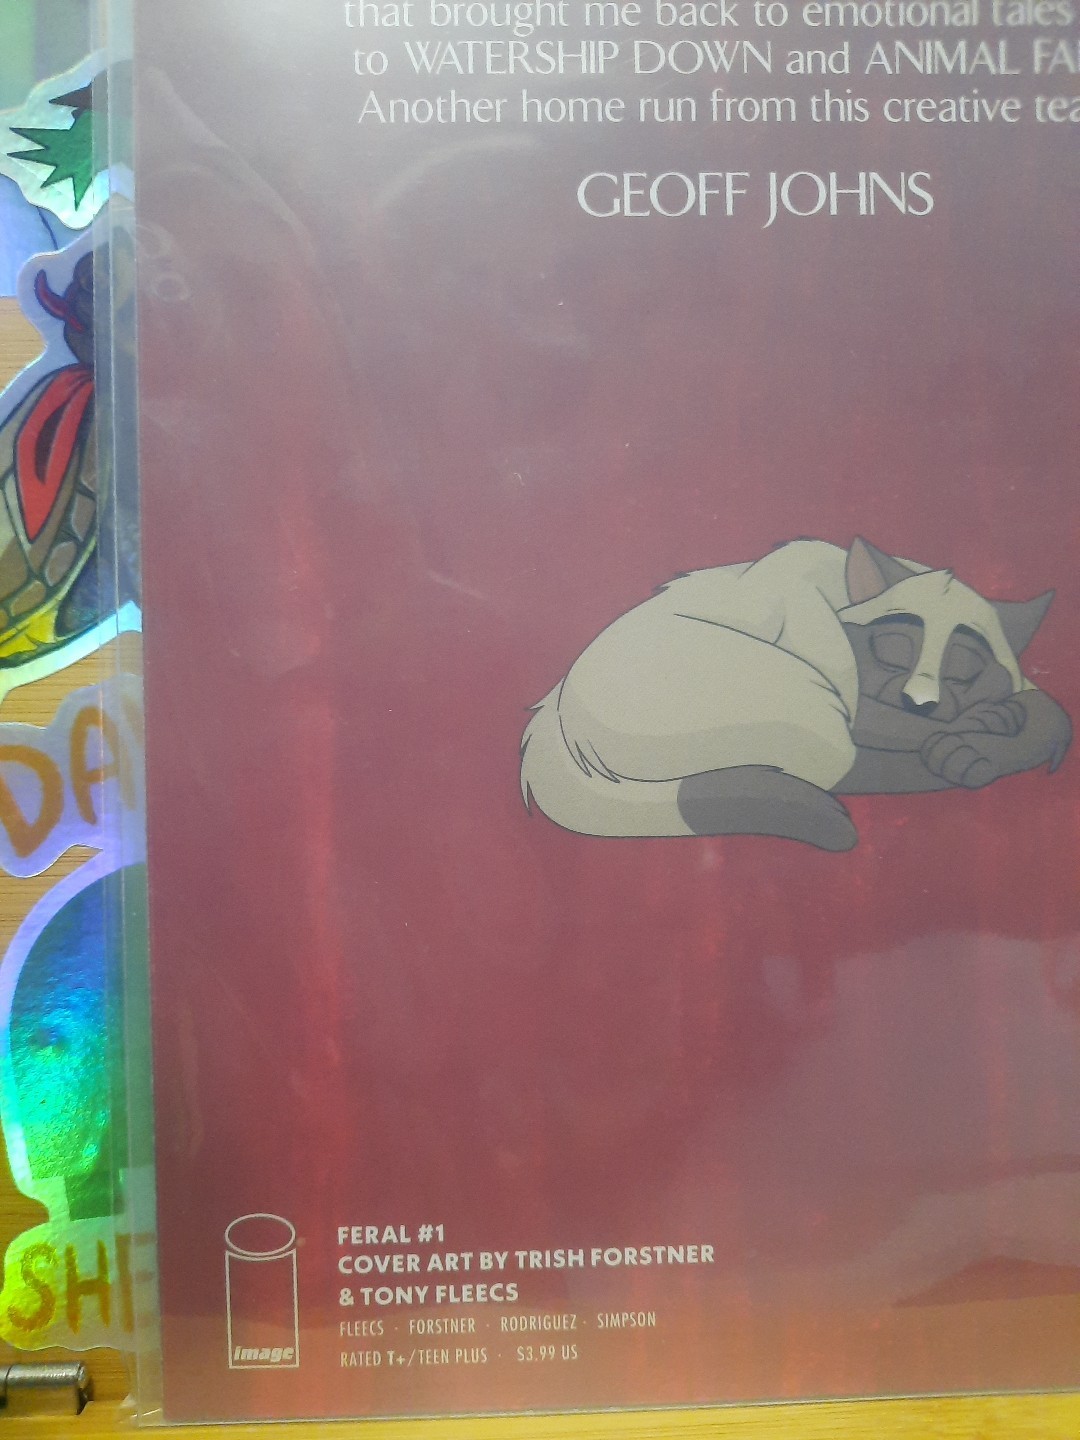 that brought me back to emotional tales
to WATERSHIP DOWN and ANIMAL
Another home run from this creative
GEOFF JOHNS
FERAL #1
COVER ART BY TRISH FORSTNER
& TONY FLEECS
FLEECS · FORSTNER · RODRIGUEZ · SIMPSON
RATED T+/TEEN PLUS · $3.99 US
image
DA
SH